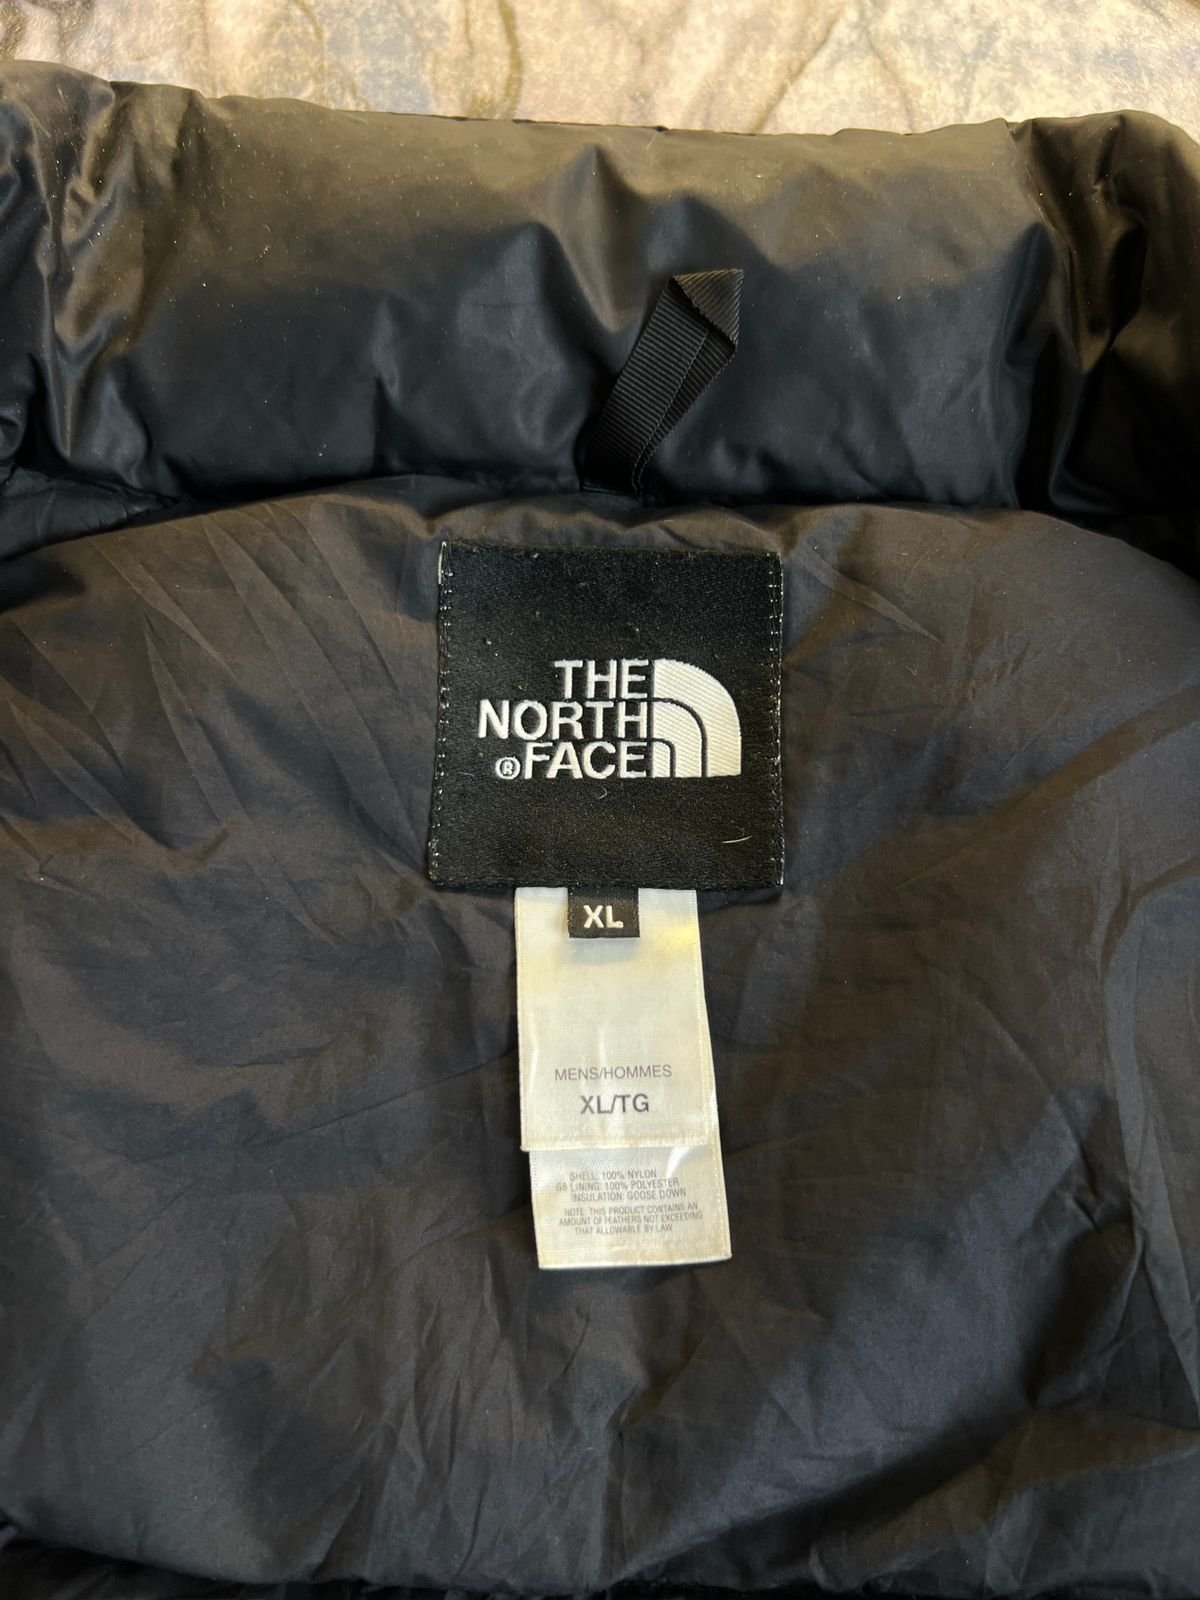 THE
NORTH
® FACE
XL
MENS/HOMMES
XL/TG
SHELL: 100% NYLON
GB LINING: 100% POLYESTER
INSULATION: GOOSE DOWN
NOTE: THIS PRODUCT CONTAINS AN
AMOUNT OF FEATHERS NOT EXCEEDING
THAT ALLOWABLE BY LAW